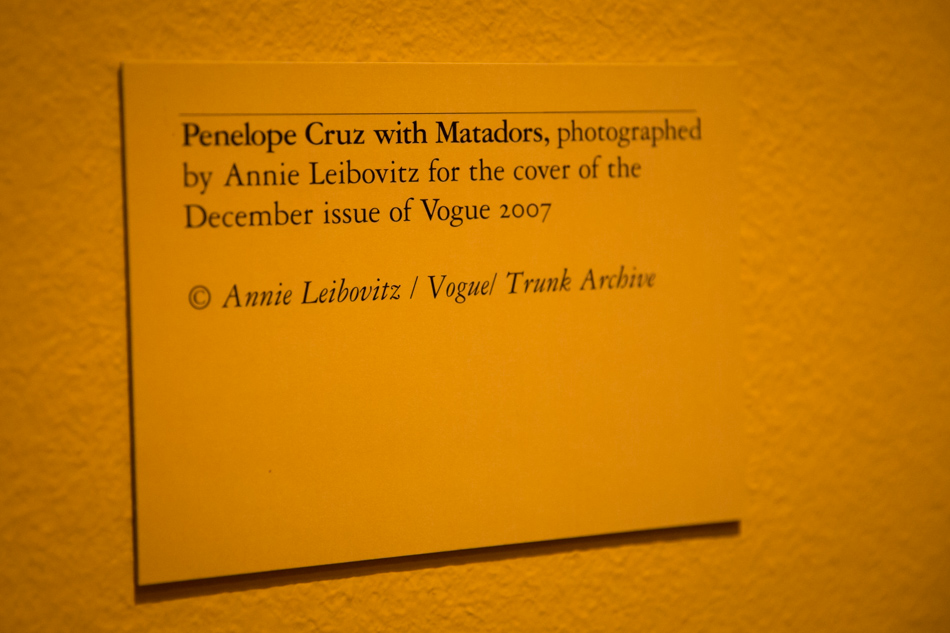 Penelope Cruz with Matadors, photographed
by Annie Leibovitz for the cover of the
December issue of Vogue 2007
© Annie Leibovitz / Vogue/ Trunk Archive